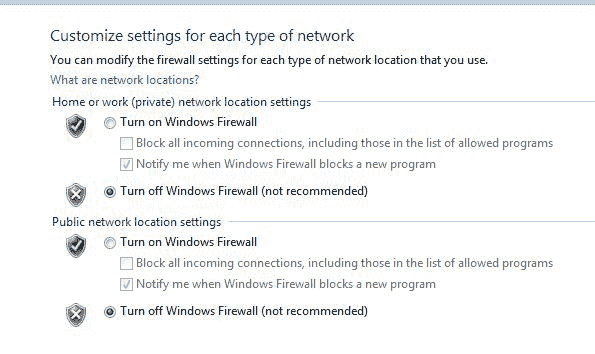 Customize settings for each type of network
You can modify the firewall settings for each type of network location that you use.
What are network locations?
Home or work (private) network location settings
Turn on Windows Firewall
Block all incoming connections, including those in the list of allowed programs
Notify me when Windows Firewall blocks a new program
Turn off Windows Firewall (not recommended)
Public network location settings
Turn on Windows Firewall
Block all incoming connections, including those in the list of allowed programs
Notify me when Windows Firewall blocks a new program
Turn off Windows Firewall (not recommended)